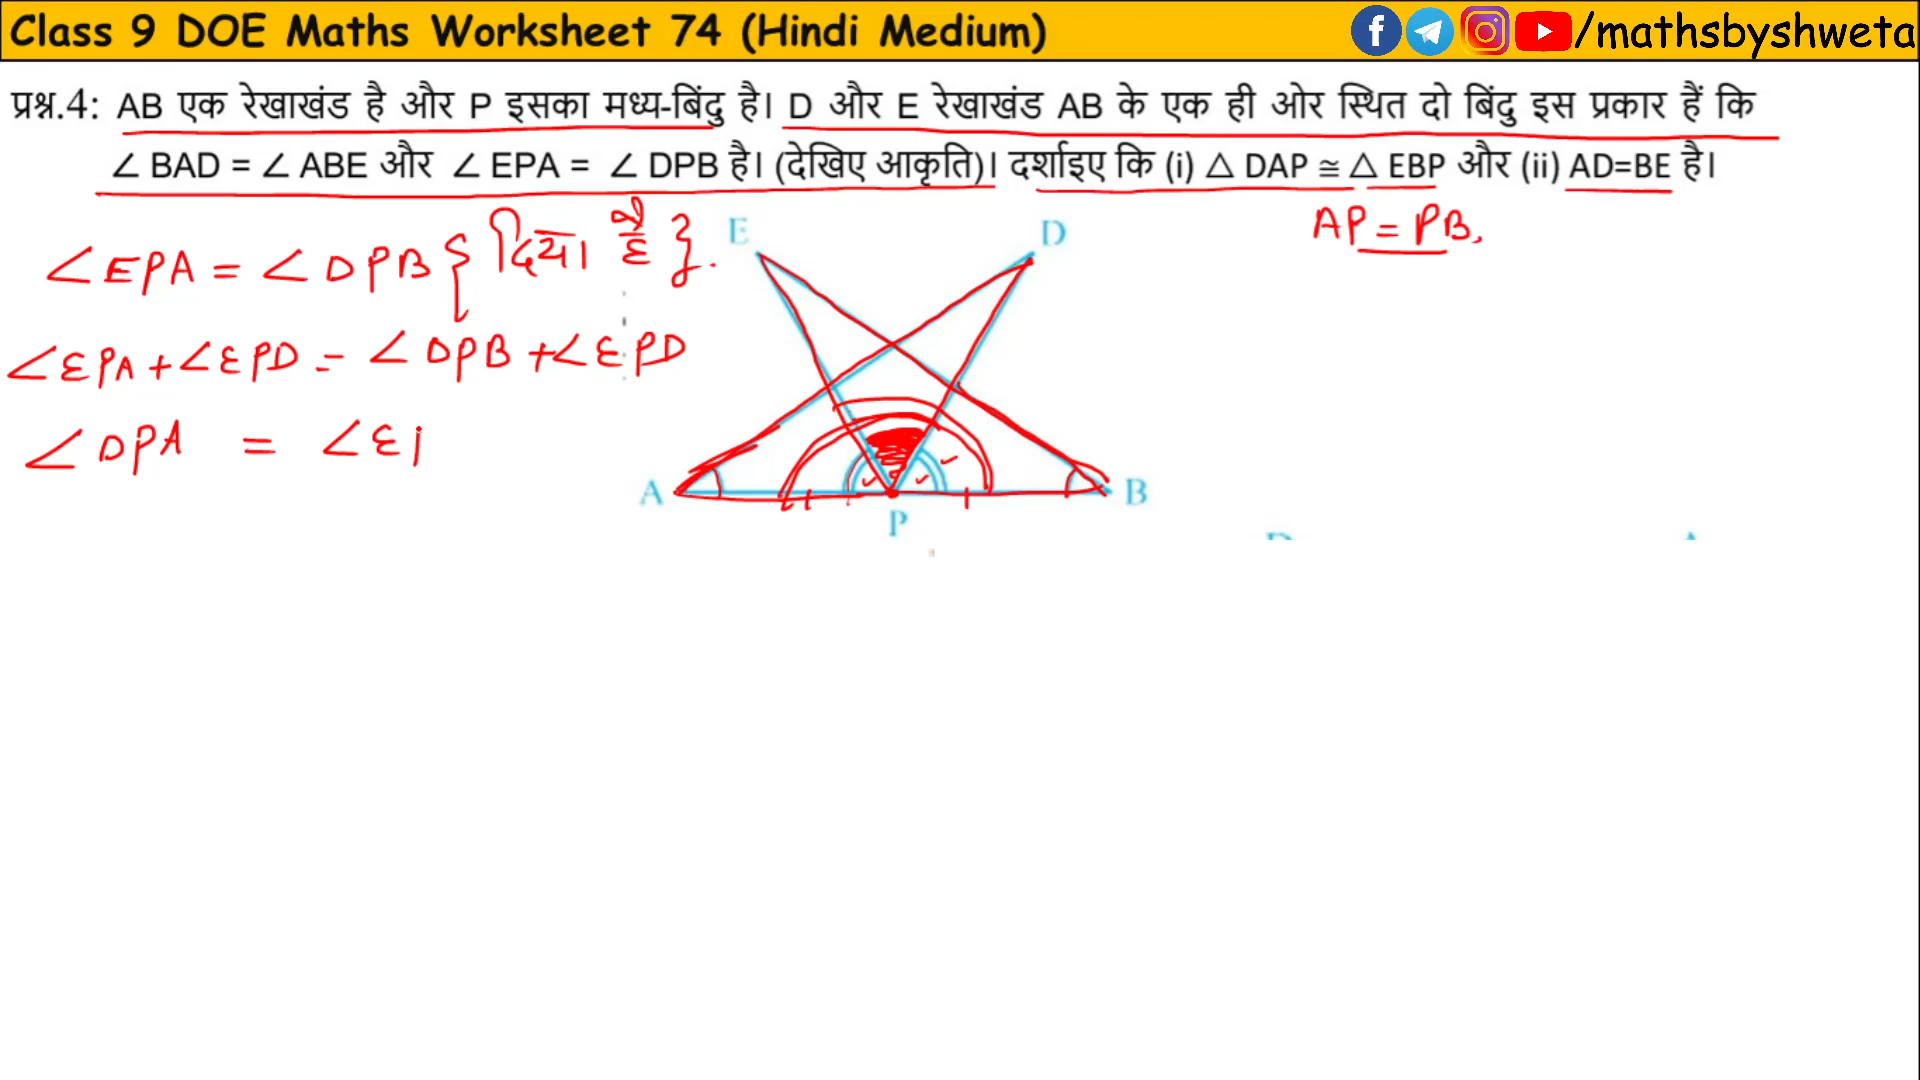 Class 9 DOE Maths Worksheet 74 (Hindi Medium)
/mathsbyshweta
प्रश्न.4: AB एक रेखाखंड है और P इसका मध्य-बिंदु है। D और E रेखाखंड AB के एक ही ओर स्थित दो बिंदु इस प्रकार हैं कि
∠ BAD = ∠ ABE और ∠ EPA = ∠ DPB है। (देखिए आकृति)। दर्शाइए कि (i) △ DAP ≅ △ EBP और (ii) AD=BE है।
AP = PB,
∠EPA = ∠DPB { दिया है }.
∠EPA + ∠EPD = ∠DPB + ∠EPD
∠DPA = ∠E
E D
A B
P